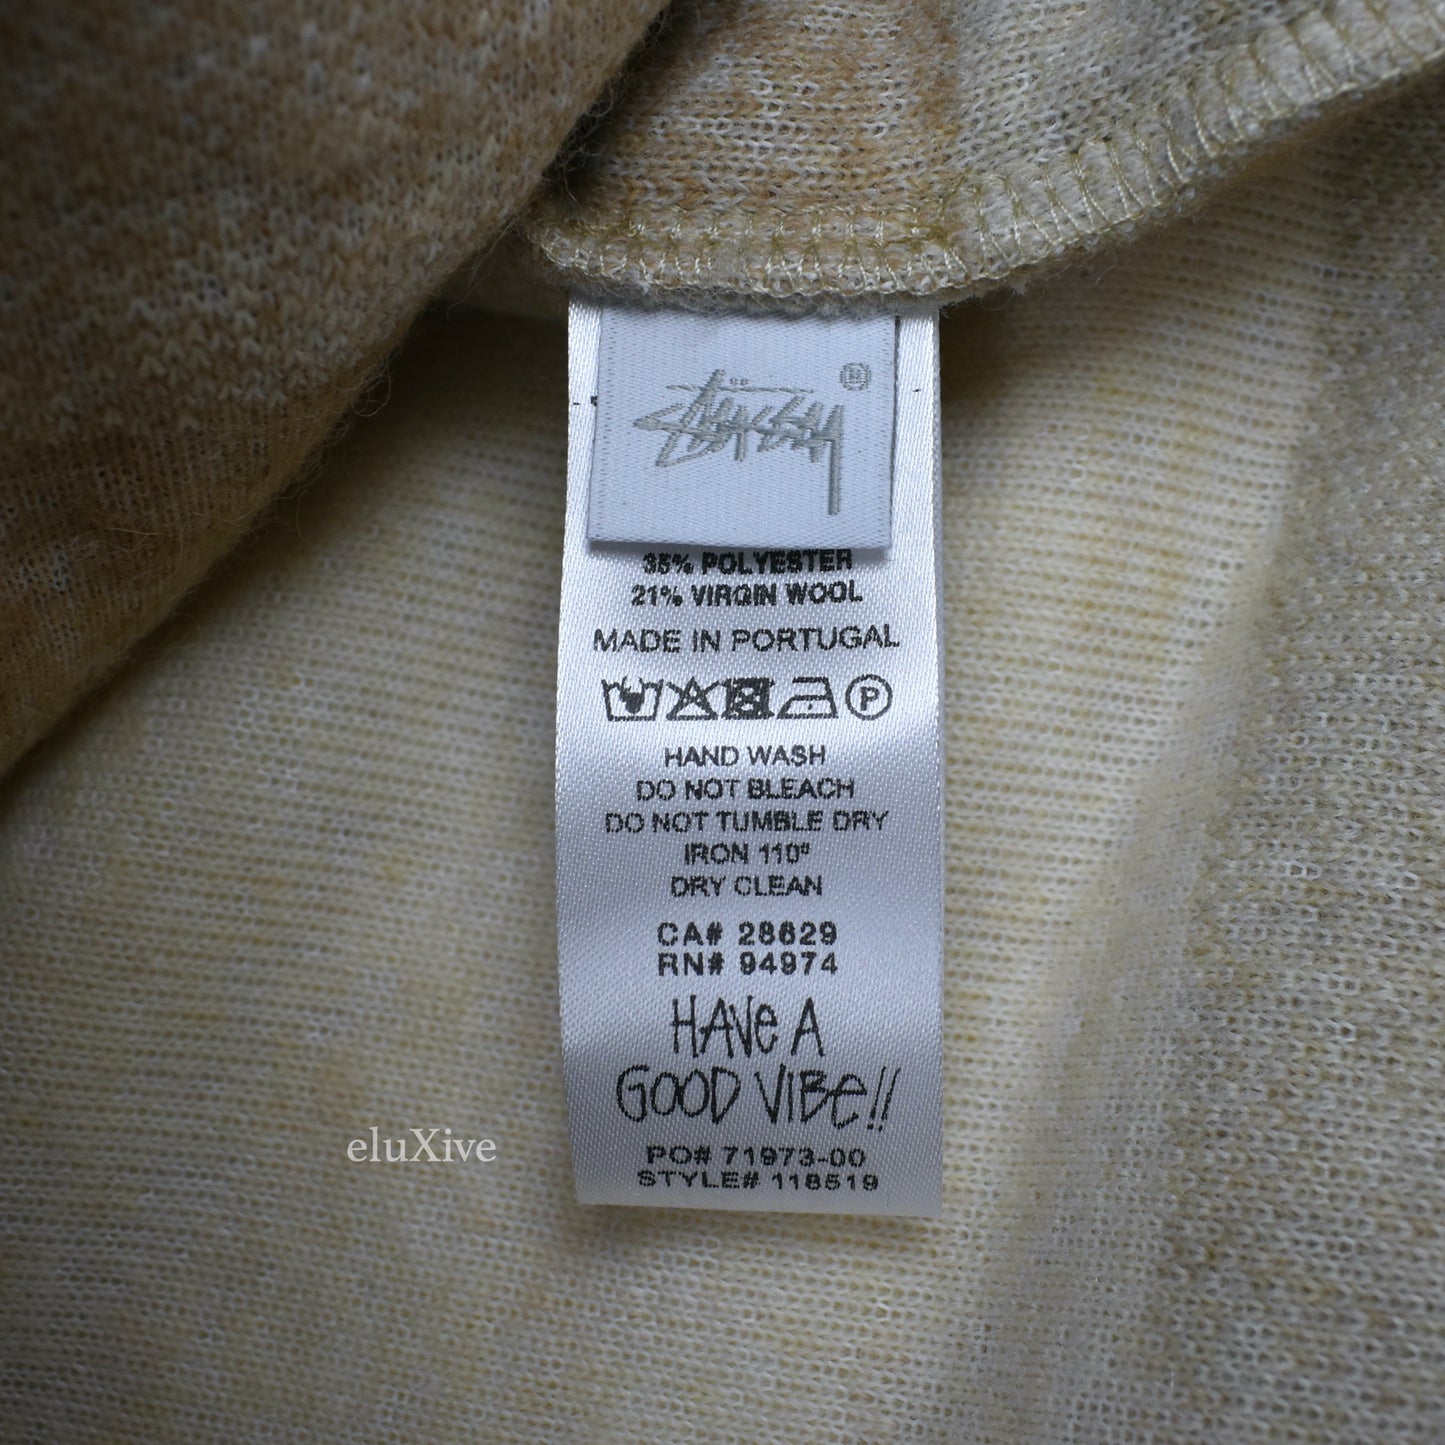 Stüssy ®
35% POLYESTER
21% VIRGIN WOOL
MADE IN PORTUGAL
P
HAND WASH
DO NOT BLEACH
DO NOT TUMBLE DRY
IRON 110º
DRY CLEAN
CA# 28629
RN# 94974
HAVe A
GOOD VIBe!!
PO# 71973-00
STYLE# 118519
eluXive